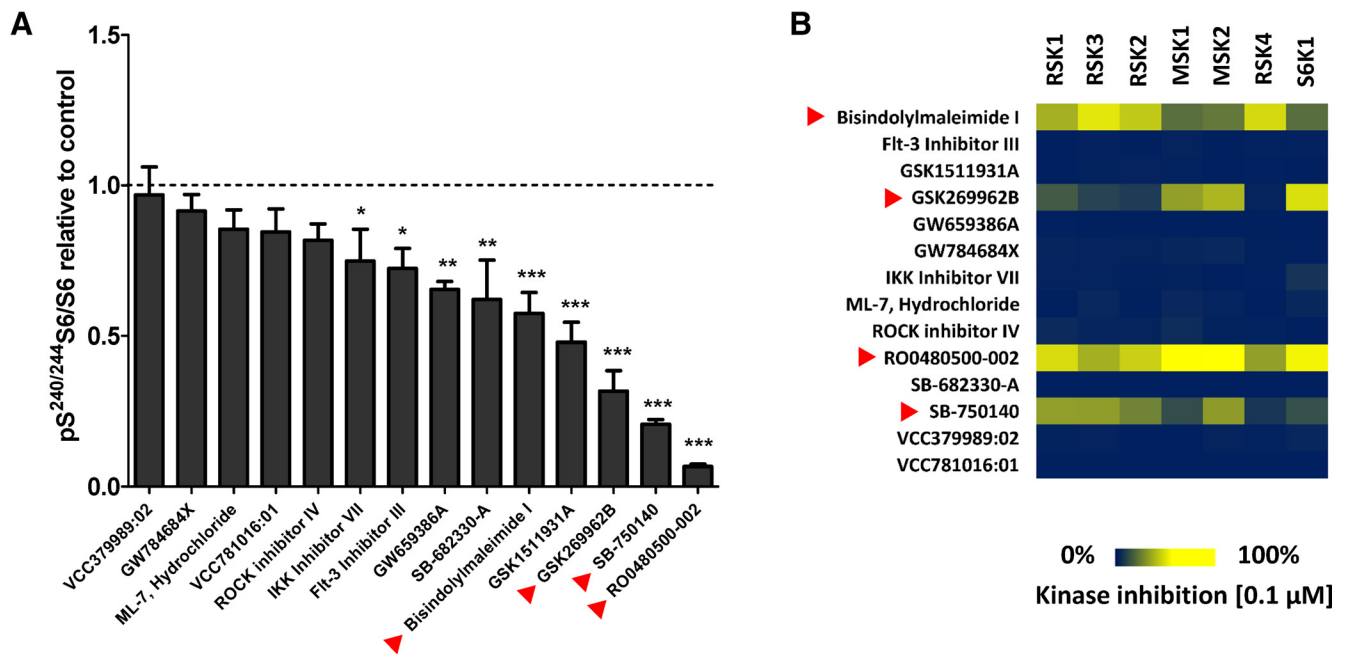 A
pS240/244S6/S6 relative to control
1.5
1.0
0.5
0.0
*
*
**
**
***
***
***
***
***
VCC379989:02
GW784684X
ML-7, Hydrochloride
VCC781016:01
ROCK inhibitor IV
IKK Inhibitor VII
Flt-3 Inhibitor III
GW659386A
SB-682330-A
Bisindolylmaleimide I
GSK1511931A
GSK269962B
SB-750140
RO0480500-002
B
RSK1
RSK3
RSK2
MSK1
MSK2
RSK4
S6K1
Bisindolylmaleimide I
Flt-3 Inhibitor III
GSK1511931A
GSK269962B
GW659386A
GW784684X
IKK Inhibitor VII
ML-7, Hydrochloride
ROCK inhibitor IV
RO0480500-002
SB-682330-A
SB-750140
VCC379989:02
VCC781016:01
0% 100%
Kinase inhibition [0.1 µM]